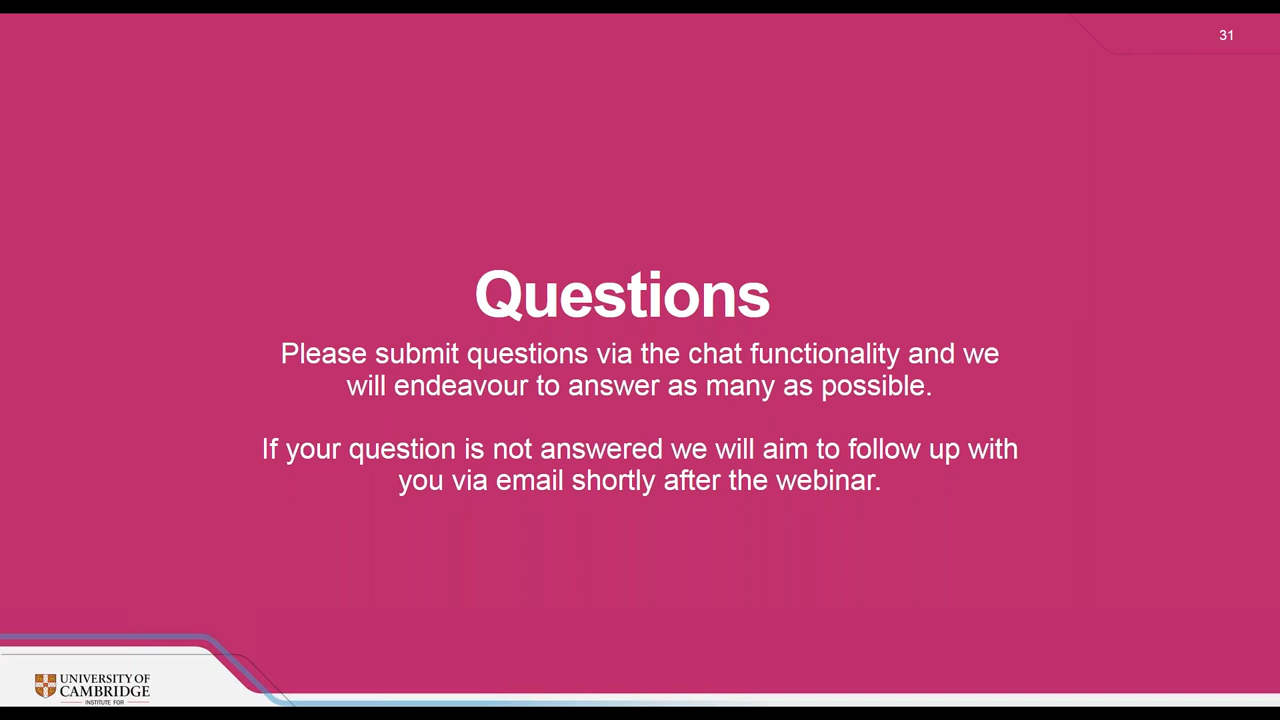 31
Questions
Please submit questions via the chat functionality and we
will endeavour to answer as many as possible.
If your question is not answered we will aim to follow up with
you via email shortly after the webinar.
UNIVERSITY OF
CAMBRIDGE
INSTITUTE FOR